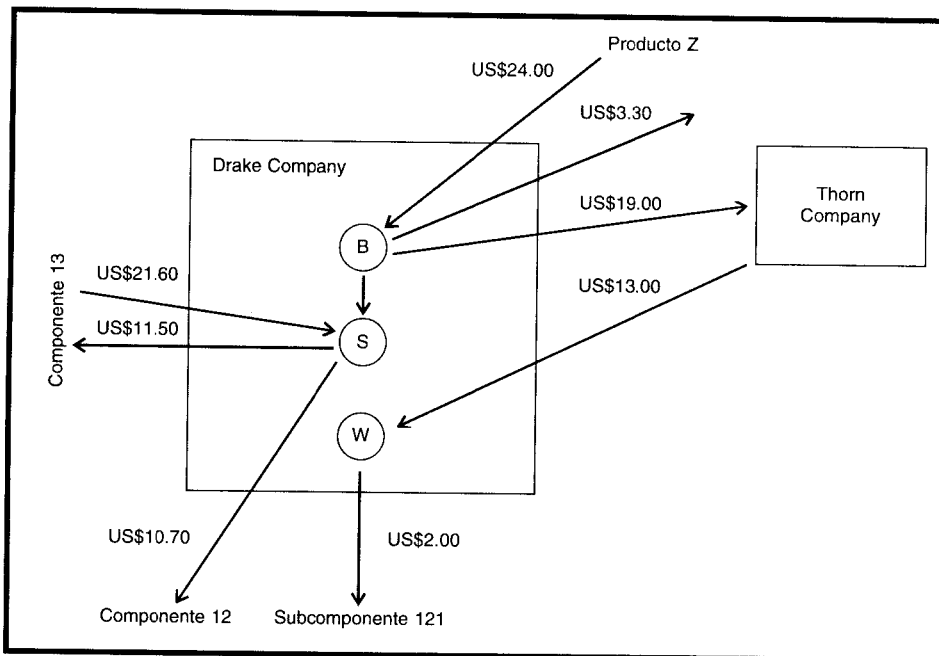 Producto Z
US$24.00
US$3.30
Drake Company
Thorn
Company
US$19.00
B
US$13.00
Componente 13
US$21.60
US$11.50
S
W
US$10.70
US$2.00
Componente 12
Subcomponente 121